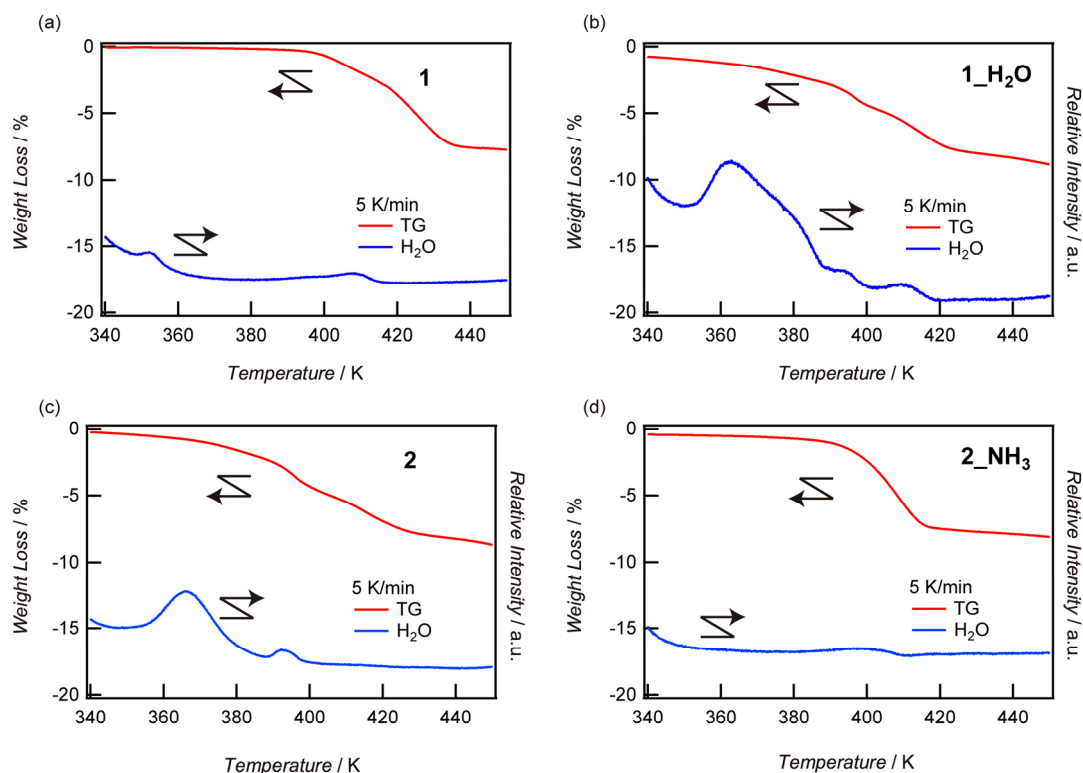 (a)
0
-5
-10
-15
-20
Weight Loss / %
1
5 K/min
TG
H₂O
340 360 380 400 420 440
Temperature / K
(b)
0
-5
-10
-15
-20
Weight Loss / %
1_H₂O
5 K/min
TG
H₂O
Relative Intensity / a.u.
340 360 380 400 420 440
Temperature / K
(c)
0
-5
-10
-15
-20
Weight Loss / %
2
5 K/min
TG
H₂O
Relative Intensity / a.u.
340 360 380 400 420 440
Temperature / K
(d)
0
-5
-10
-15
-20
Weight Loss / %
2_NH₃
5 K/min
TG
H₂O
Relative Intensity / a.u.
340 360 380 400 420 440
Temperature / K